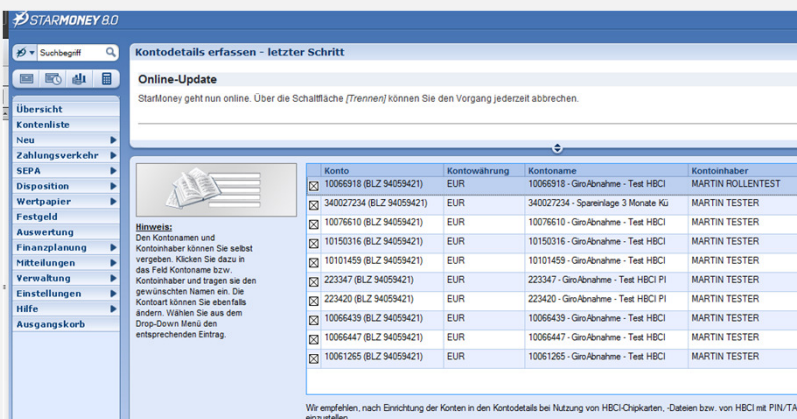 STARMONEY 8.0
Suchbegriff
Kontodetails erfassen - letzter Schritt
Online-Update
StarMoney geht nun online. Über die Schaltfläche [Trennen] können Sie den Vorgang jederzeit abbrechen.
Übersicht
Kontenliste
Neu
Zahlungsverkehr
SEPA
Disposition
Wertpapier
Festgeld
Auswertung
Finanzplanung
Mitteilungen
Verwaltung
Einstellungen
Hilfe
Ausgangskorb
Hinweis:
Den Kontonamen und
Kontoinhaber können Sie selbst
vergeben. Klicken Sie dazu in
das Feld Kontoname bzw.
Kontoinhaber und tragen sie den
gewünschten Namen ein. Die
Kontoart können Sie ebenfalls
ändern. Wählen Sie aus dem
Drop-Down Menü den
entsprechenden Eintrag.
Konto Kontowährung Kontoname Kontoinhaber
10066918 (BLZ 94059421) EUR 10066918 - GiroAbnahme - Test HBCI MARTIN ROLLENTEST
340027234 (BLZ 94059421) EUR 340027234 - Spareinlage 3 Monate Kü MARTIN TESTER
10076610 (BLZ 94059421) EUR 10076610 - GiroAbnahme - Test HBCI MARTIN TESTER
10150316 (BLZ 94059421) EUR 10150316 - GiroAbnahme - Test HBCI MARTIN TESTER
10101459 (BLZ 94059421) EUR 10101459 - GiroAbnahme - Test HBCI MARTIN TESTER
223347 (BLZ 94059421) EUR 223347 - GiroAbnahme - Test HBCI PI MARTIN TESTER
223420 (BLZ 94059421) EUR 223420 - GiroAbnahme - Test HBCI PI MARTIN TESTER
10066439 (BLZ 94059421) EUR 10066439 - GiroAbnahme - Test HBCI MARTIN TESTER
10066447 (BLZ 94059421) EUR 10066447 - GiroAbnahme - Test HBCI MARTIN TESTER
10061265 (BLZ 94059421) EUR 10061265 - GiroAbnahme - Test HBCI MARTIN TESTER
Wir empfehlen, nach Einrichtung der Konten in den Kontodetails bei Nutzung von HBCI-Chipkarten, -Dateien bzw. von HBCI mit PIN/TA
einzustellen